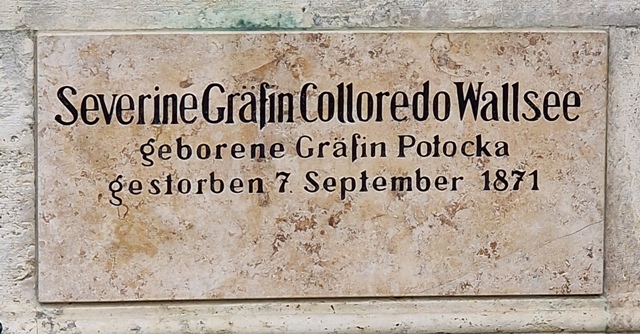 Severine Gräfin Colloredo Wallsee
geborene Gräfin Potocka
gestorben 7 September 1871